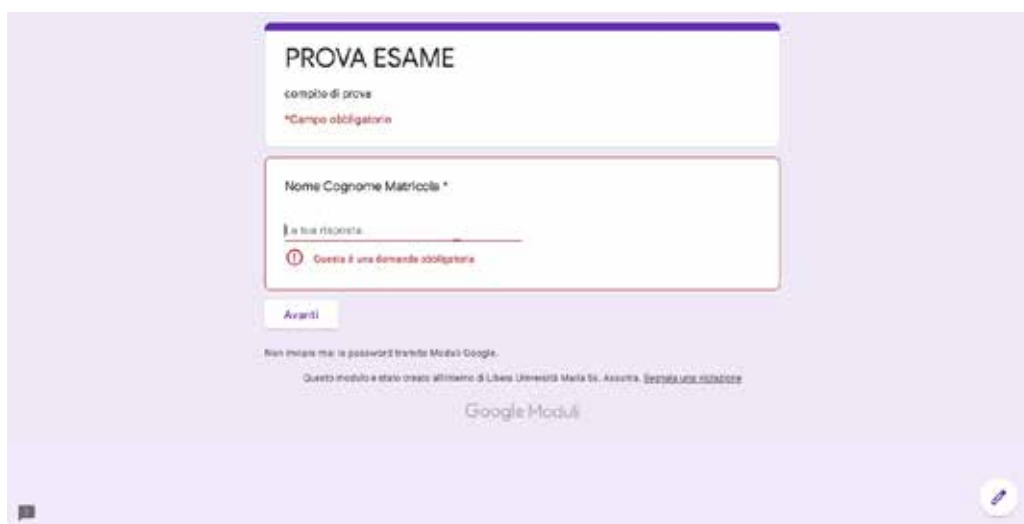 PROVA ESAME
compito di prova
*Campo obbligatorio
Nome Cognome Matricola *
La tua risposta
Questa è una domanda obbligatoria
Avanti
Non inviare mai le password tramite Moduli Google.
Questo modulo è stato creato all'interno di Libera Università Maria Ss. Assunta. Segnala una violazione
Google Moduli